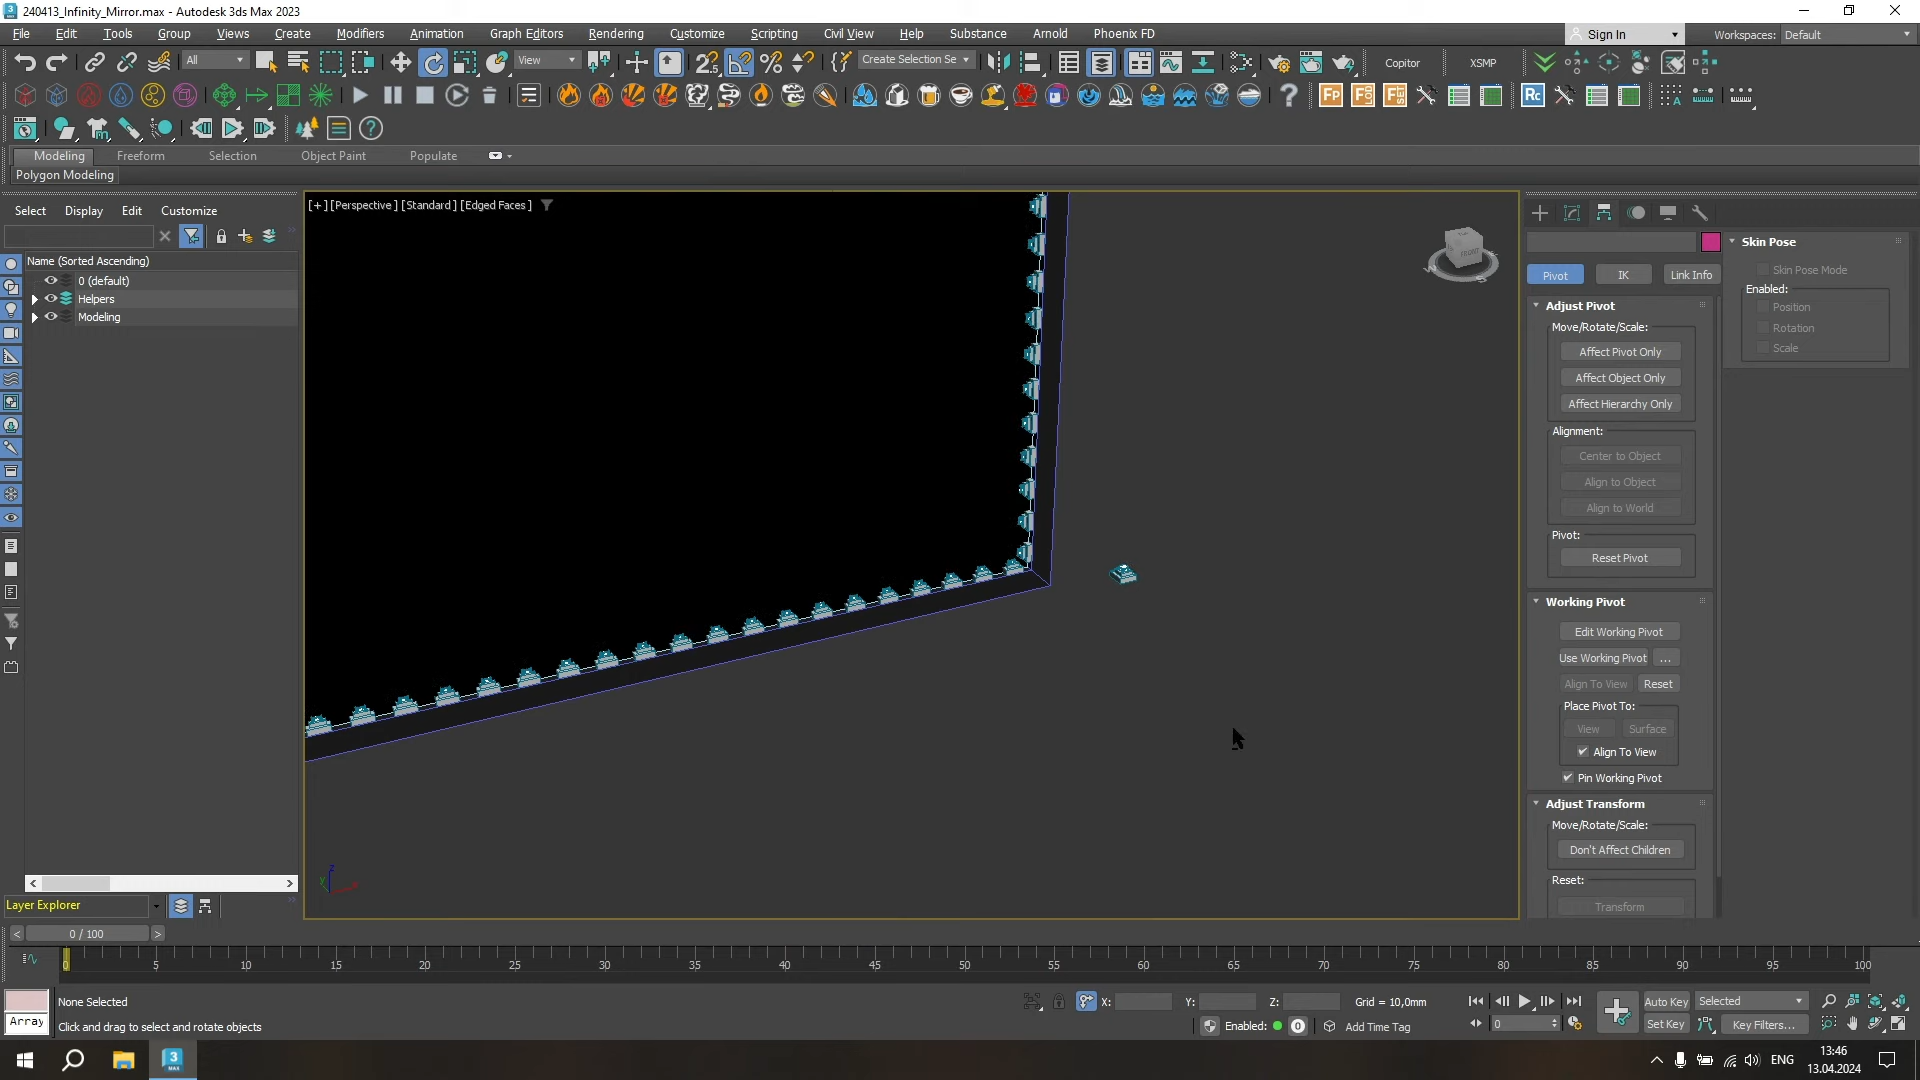 240413_Infinity_Mirror.max - Autodesk 3ds Max 2023
File Edit Tools Group Views Create Modifiers Animation Graph Editors Rendering Customize Scripting Civil View Help Substance Arnold Phoenix FD Sign In Workspaces: Default
All View Create Selection Se Copitor XSMP
Modeling Freeform Selection Object Paint Populate
Polygon Modeling
Select Display Edit Customize
[+] [Perspective ] [Standard ] [Edged Faces ]
Name (Sorted Ascending)
0 (default)
Helpers
Modeling
FRONT
Pivot IK Link Info
Adjust Pivot
Move/Rotate/Scale:
Affect Pivot Only
Affect Object Only
Affect Hierarchy Only
Alignment:
Center to Object
Align to Object
Align to World
Pivot:
Reset Pivot
Working Pivot
Edit Working Pivot
Use Working Pivot ...
Align To View Reset
Place Pivot To:
View Surface
Align To View
Pin Working Pivot
Adjust Transform
Move/Rotate/Scale:
Don't Affect Children
Reset:
Transform
Skin Pose
Skin Pose Mode
Enabled:
Position
Rotation
Scale
z
Layer Explorer
< 0 / 100 >
0 5 10 15 20 25 30 35 40 45 50 55 60 65 70 75 80 85 90 95 100
None Selected X: Y: Z: Grid = 10,0mm Auto Key Selected
Array Click and drag to select and rotate objects Enabled: 0 Add Time Tag 0 Set Key Key Filters...
3 MAX ENG 13:46
13.04.2024